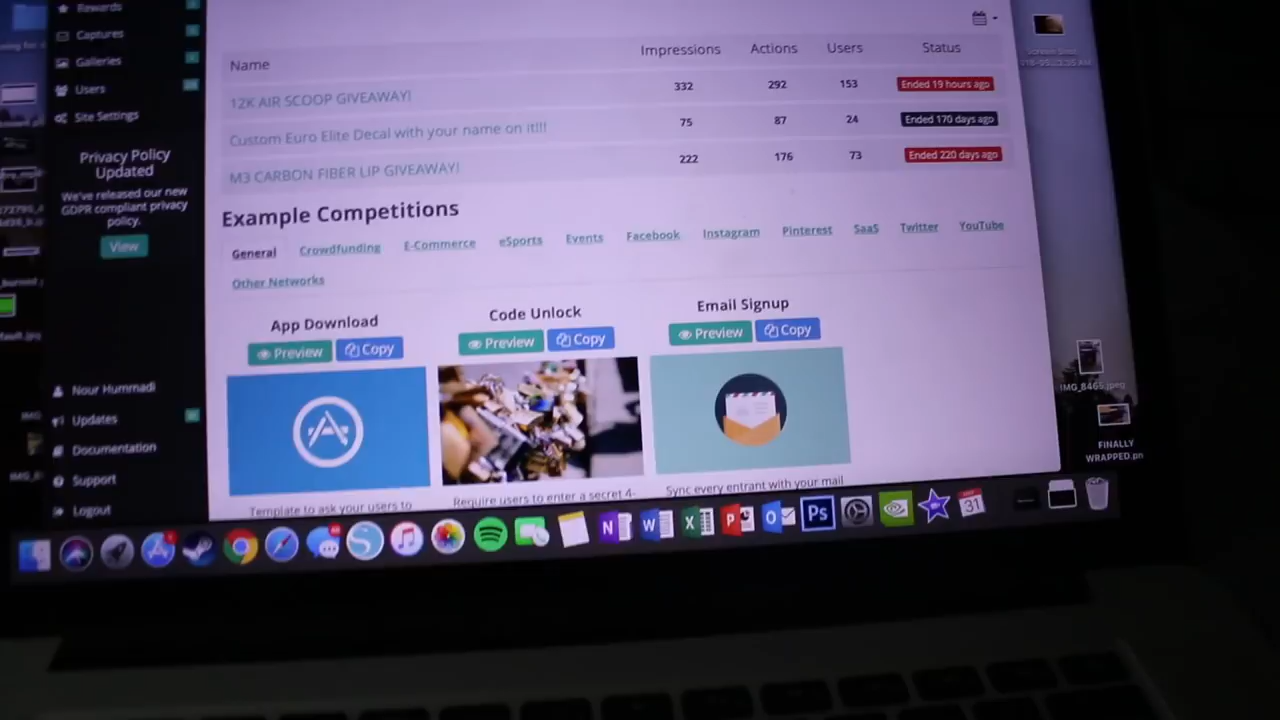 Rewards
Captures
Galleries
Users
Site Settings
Privacy Policy
Updated
We've released our new
GDPR compliant privacy
policy.
View
Nour Hummadi
Updates
Documentation
Support
Logout
Name Impressions Actions Users Status
12K AIR SCOOP GIVEAWAY! 332 292 153 Ended 19 hours ago
Custom Euro Elite Decal with your name on it!!! 75 87 24 Ended 170 days ago
M3 CARBON FIBER LIP GIVEAWAY! 222 176 73 Ended 220 days ago
Example Competitions
General Crowdfunding E-Commerce eSports Events Facebook Instagram Pinterest SaaS Twitter YouTube
Other Networks
App Download
Preview Copy
Code Unlock
Preview Copy
Email Signup
Preview Copy
Template to ask your users to
Require users to enter a secret 4-
Sync every entrant with your mail
Screen Shot
IMG_8465.jpeg
FINALLY
WRAPPED.pn
N W X P O Ps 31